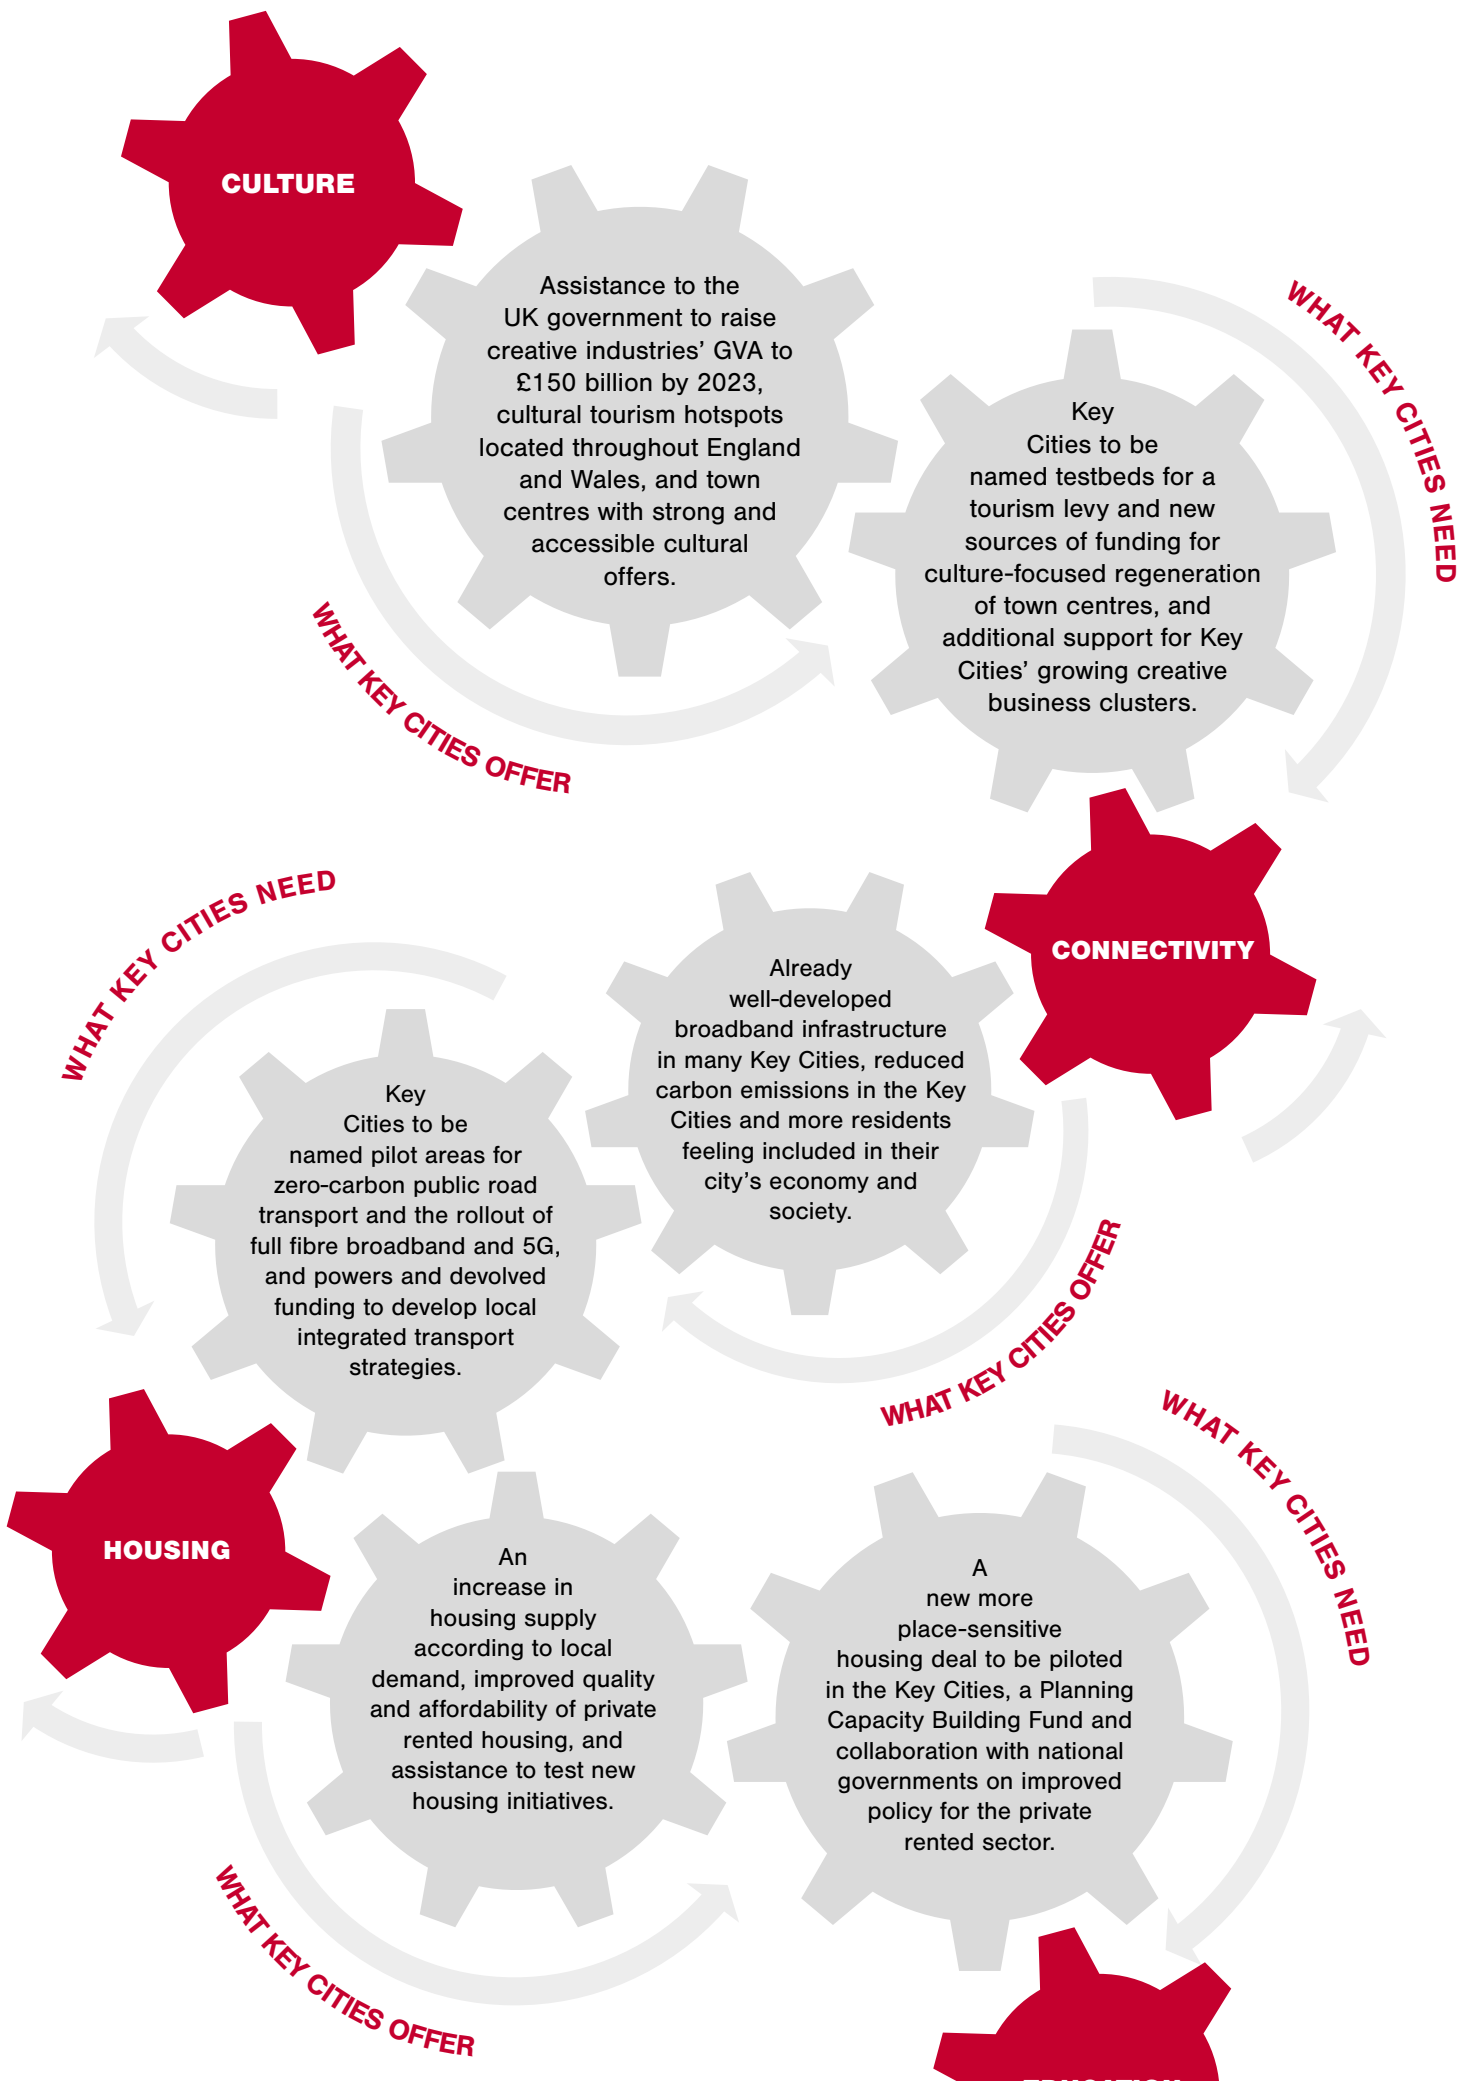 CULTURE
Assistance to the
UK government to raise
creative industries’ GVA to
£150 billion by 2023,
cultural tourism hotspots
located throughout England
and Wales, and town
centres with strong and
accessible cultural
offers.
WHAT KEY CITIES OFFER
Key
Cities to be
named testbeds for a
tourism levy and new
sources of funding for
culture-focused regeneration
of town centres, and
additional support for Key
Cities’ growing creative
business clusters.
WHAT KEY CITIES NEED
CONNECTIVITY
Already
well-developed
broadband infrastructure
in many Key Cities, reduced
carbon emissions in the Key
Cities and more residents
feeling included in their
city’s economy and
society.
WHAT KEY CITIES OFFER
WHAT KEY CITIES NEED
Key
Cities to be
named pilot areas for
zero-carbon public road
transport and the rollout of
full fibre broadband and 5G,
and powers and devolved
funding to develop local
integrated transport
strategies.
HOUSING
An
increase in
housing supply
according to local
demand, improved quality
and affordability of private
rented housing, and
assistance to test new
housing initiatives.
WHAT KEY CITIES OFFER
A
new more
place-sensitive
housing deal to be piloted
in the Key Cities, a Planning
Capacity Building Fund and
collaboration with national
governments on improved
policy for the private
rented sector.
WHAT KEY CITIES NEED